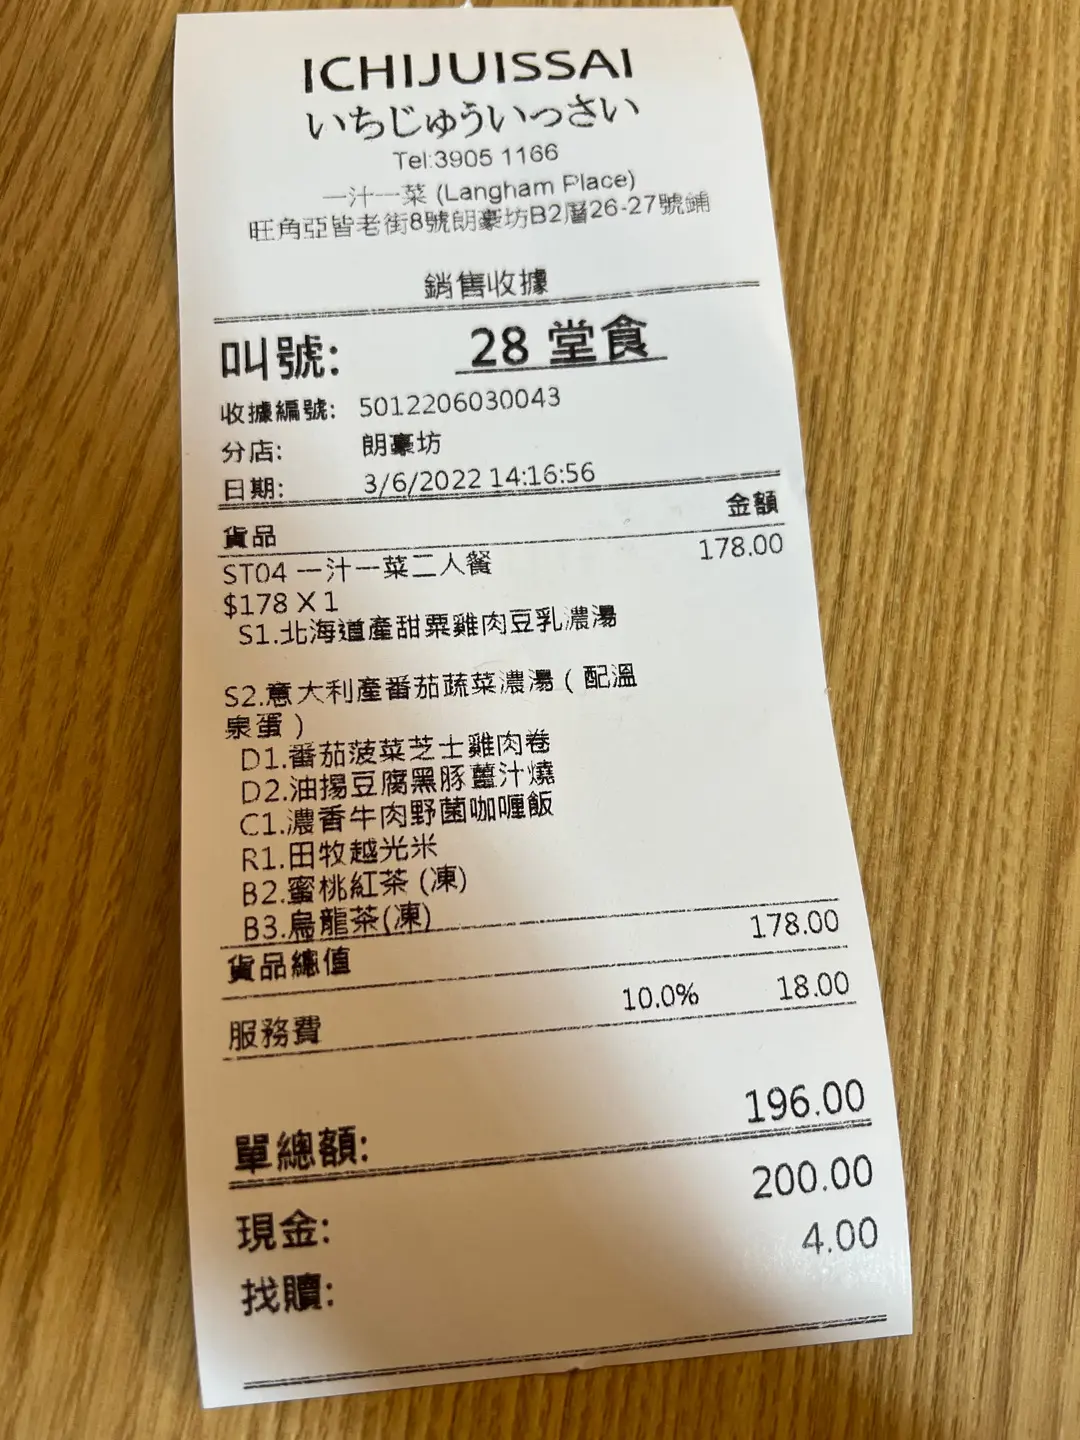 ICHIJUISSAI
いちじゅういっさい
Tel:3905 1166
一汁一菜 (Langham Place)
旺角亞皆老街8號朗豪坊B2層26-27號鋪
銷售收據
叫號: 28 堂食
收據編號: 5012206030043
分店: 朗豪坊
日期: 3/6/2022 14:16:56
貨品 金額
ST04 一汁一菜二人餐 178.00
$178 X 1
S1.北海道產甜粟雞肉豆乳濃湯
S2.意大利產番茄蔬菜濃湯（配溫
泉蛋）
D1.番茄菠菜芝士雞肉卷
D2.油揚豆腐黑豚薑汁燒
C1.濃香牛肉野菌咖喱飯
R1.田牧越光米
B2.蜜桃紅茶 (凍)
B3.烏龍茶(凍)
貨品總值 178.00
服務費 10.0% 18.00
單總額: 196.00
現金: 200.00
找贖: 4.00